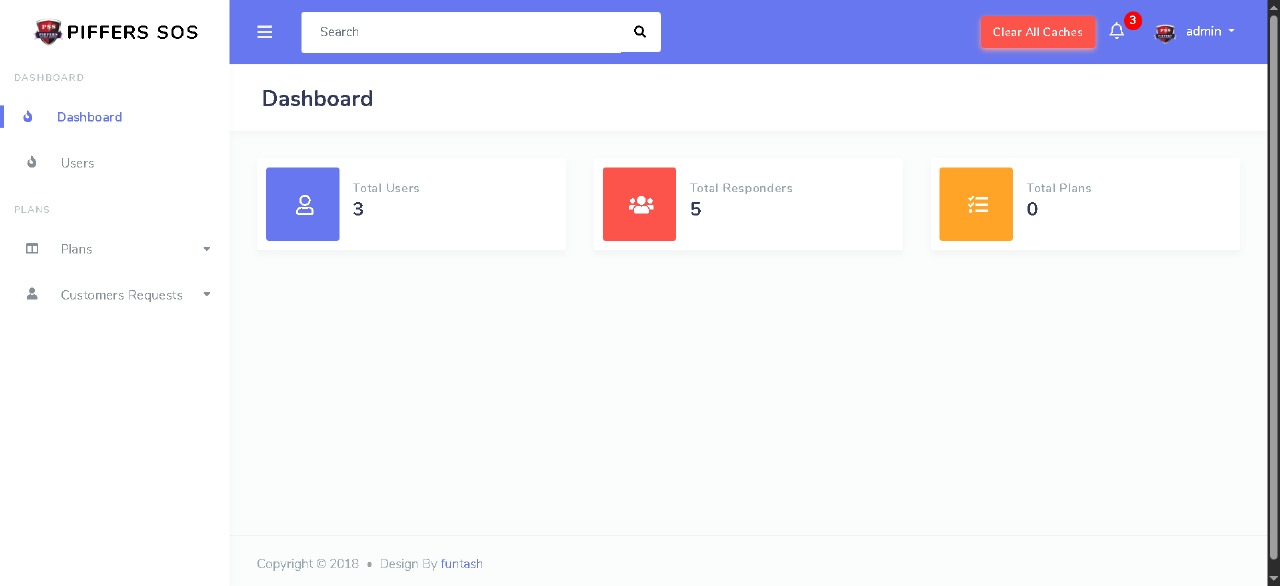 PIFFERS SOS
Search
Clear All Caches
3
admin
DASHBOARD
Dashboard
Users
PLANS
Plans
Customers Requests
Dashboard
Total Users
3
Total Responders
5
Total Plans
0
Copyright © 2018 • Design By funtash